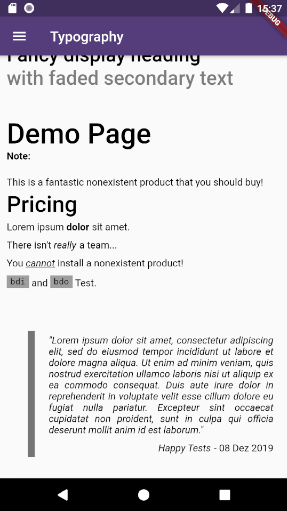 15:37
DEBUG
Typography
Fancy display heading
with faded secondary text
Demo Page
Note:
This is a fantastic nonexistent product that you should buy!
Pricing
Lorem ipsum dolor sit amet.
There isn't really a team...
You cannot install a nonexistent product!
bdi and bdo Test.
"Lorem ipsum dolor sit amet, consectetur adipiscing
elit, sed do eiusmod tempor incididunt ut labore et
dolore magna aliqua. Ut enim ad minim veniam, quis
nostrud exercitation ullamco laboris nisi ut aliquip ex
ea commodo consequat. Duis aute irure dolor in
reprehenderit in voluptate velit esse cillum dolore eu
fugiat nulla pariatur. Excepteur sint occaecat
cupidatat non proident, sunt in culpa qui officia
deserunt mollit anim id est laborum."
Happy Tests - 08 Dez 2019